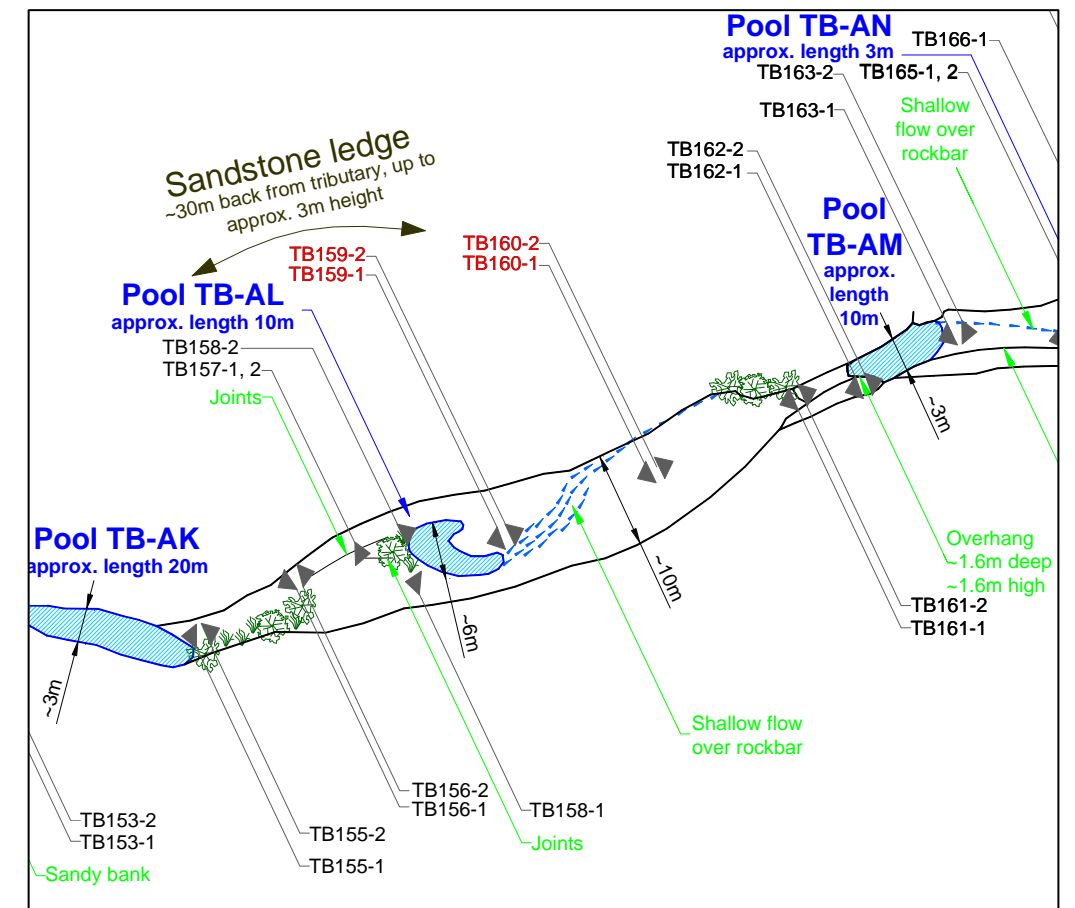 Pool TB-AN
approx. length 3m
TB166-1
TB163-2
TB165-1, 2
TB163-1
Shallow
flow over
rockbar
TB162-2
TB162-1
Sandstone ledge
~30m back from tributary, up to
approx. 3m height
Pool
TB-AM
approx.
length
10m
TB160-2
TB160-1
TB159-2
TB159-1
Pool TB-AL
approx. length 10m
TB158-2
TB157-1, 2
Joints
~3m
Pool TB-AK
approx. length 20m
Overhang
~1.6m deep
~1.6m high
~10m
TB161-2
TB161-1
~6m
~3m
Shallow flow
over rockbar
TB156-2
TB156-1
TB158-1
TB153-2
TB153-1
TB155-2
TB155-1
Joints
Sandy bank